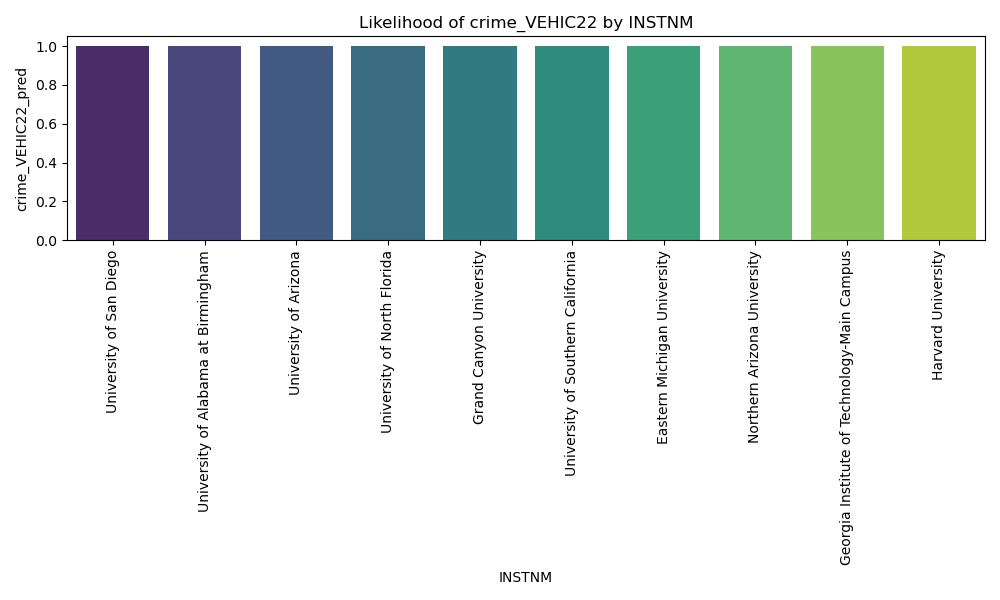 Likelihood of crime_VEHIC22 by INSTNM
crime_VEHIC22_pred
1.0
0.8
0.6
0.4
0.2
0.0
University of San Diego
University of Alabama at Birmingham
University of Arizona
University of North Florida
Grand Canyon University
University of Southern California
Eastern Michigan University
Northern Arizona University
Georgia Institute of Technology-Main Campus
Harvard University
INSTNM